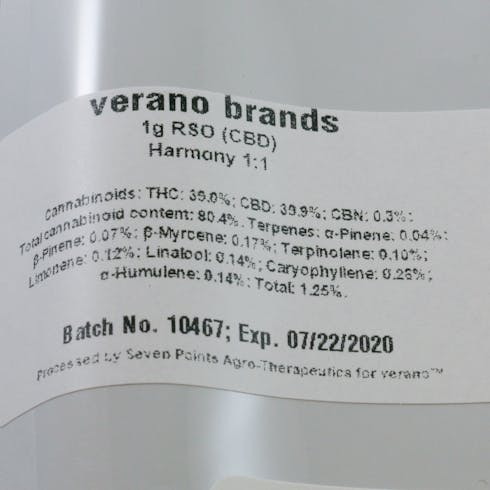 verano brands
1g RSO (CBD)
Harmony 1:1
Cannabinoids: THC: 39.0%; CBD: 39.9%; CBN: 0.3%;
Total cannabinoid content: 80.4%. Terpenes: α-Pinene: 0.04%;
β-Pinene: 0.07%; β-Myrcene: 0.17%; Terpinolene: 0.10%;
Limonene: 0.12%; Linalool: 0.14%; Caryophyllene: 0.26%;
α-Humulene: 0.14%; Total: 1.25%.
Batch No. 10467; Exp. 07/22/2020
Processed by Seven Points Agro-Therapeutics for verano™